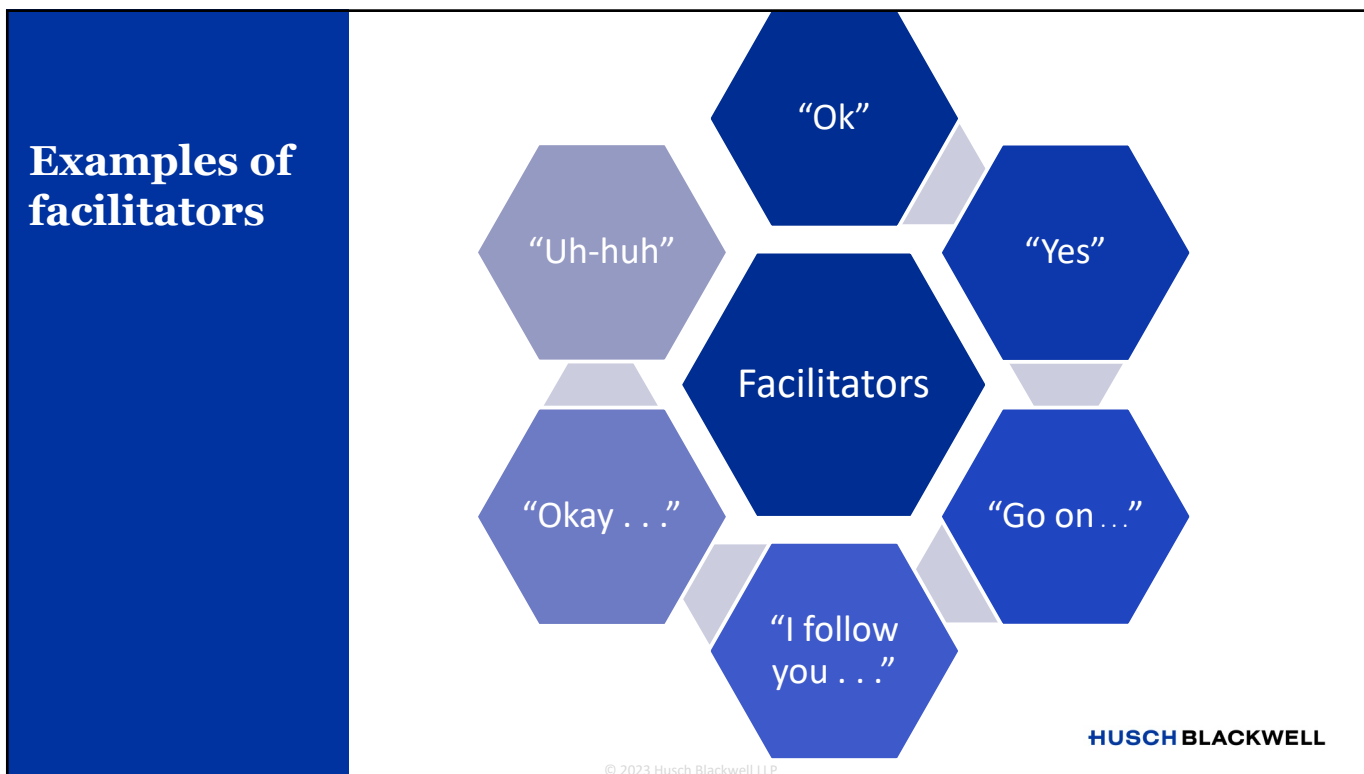 Examples of
facilitators
“Ok”
“Yes”
“Go on ...”
“I follow
you . . .”
“Okay . . .”
“Uh-huh”
Facilitators
HUSCH BLACKWELL
© 2023 Husch Blackwell LLP